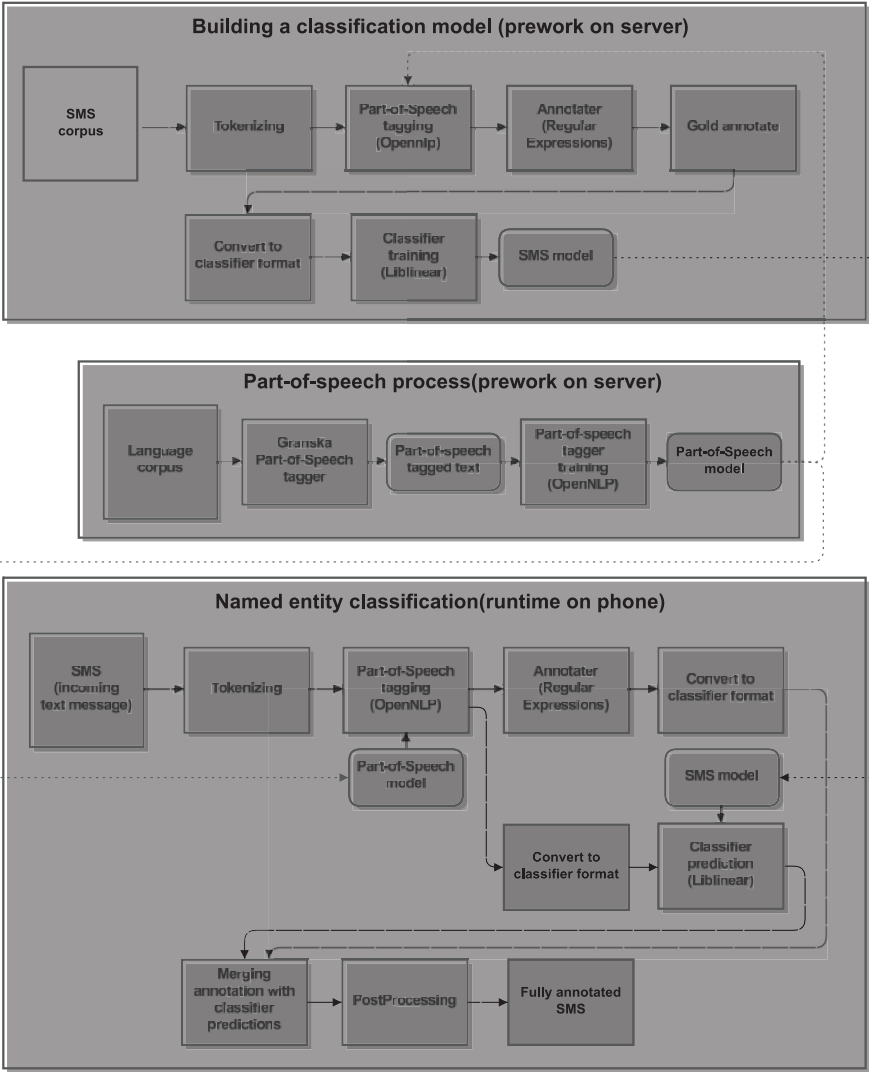 Building a classification model (prework on server)
SMS
corpus
Tokenizing
Part-of-Speech
tagging
(Opennlp)
Annotater
(Regular
Expressions)
Gold annotate
Convert to
classifier format
Classifier
training
(Liblinear)
SMS model
Part-of-speech process(prework on server)
Language
corpus
Granska
Part-of-Speech
tagger
Part-of-speech
tagged text
Part-of-speech
tagger
training
(OpenNLP)
Part-of-Speech
model
Named entity classification(runtime on phone)
SMS
(incoming
text message)
Tokenizing
Part-of-Speech
tagging
(OpenNLP)
Annotater
(Regular
Expressions)
Convert to
classifier format
Part-of-Speech
model
SMS model
Convert to
classifier format
Classifier
prediction
(Liblinear)
Merging
annotation with
classifier
predictions
PostProcessing
Fully annotated
SMS